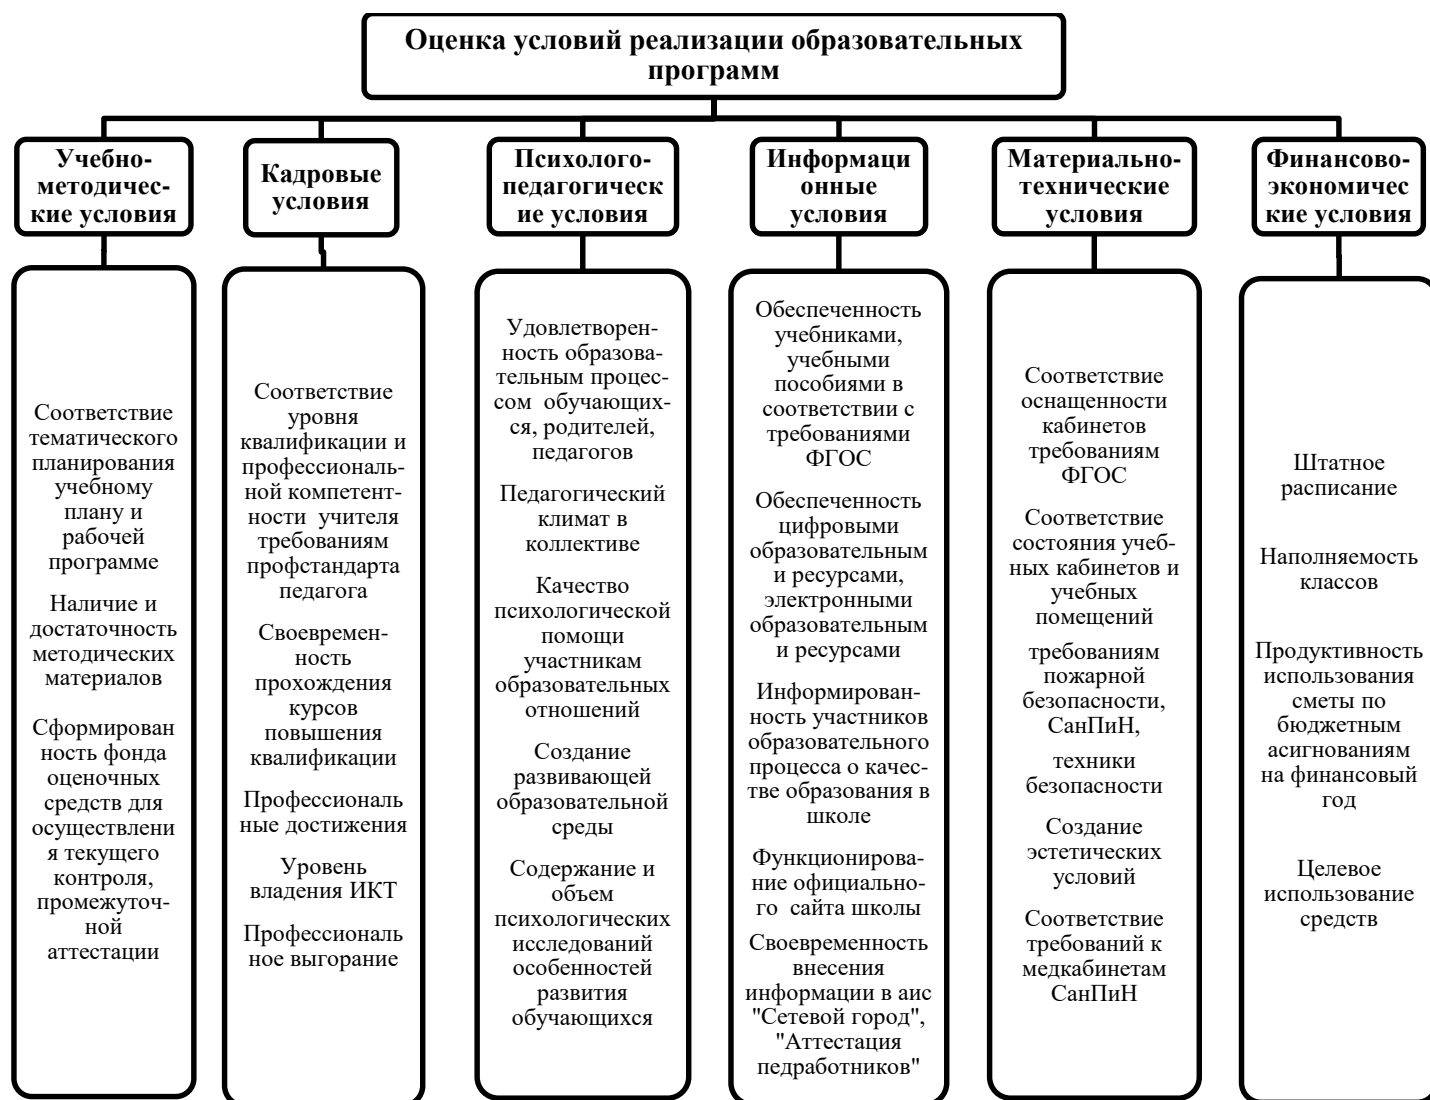 Оценка условий реализации образовательных
программ
Учебно-
методичес-
кие условия
Кадровые
условия
Психолого-
педагогическ
ие условия
Информаци
онные
условия
Материально-
технические
условия
Финансово-
экономичес
кие условия
Соответствие
тематического
планирования
учебному
плану и
рабочей
программе
Наличие и
достаточность
методических
материалов
Сформирован
ность фонда
оценочных
средств для
осуществлени
я текущего
контроля,
промежуточ-
ной
аттестации
Соответствие
уровня
квалификации и
профессиональ-
ной компетент-
ности учителя
требованиям
профстандарта
педагога
Своевремен-
ность
прохождения
курсов
повышения
квалификации
Профессиональ
ные достижения
Уровень
владения ИКТ
Профессиональ
ное выгорание
Удовлетворен-
ность образова-
тельным процес-
сом обучающих-
ся, родителей,
педагогов
Педагогический
климат в
коллективе
Качество
психологической
помощи
участникам
образовательных
отношений
Создание
развивающей
образовательной
среды
Содержание и
объем
психологических
исследований
особенностей
развития
обучающихся
Обеспеченность
учебниками,
учебными
пособиями в
соответствии с
требованиями
ФГОС
Обеспеченность
цифровыми
образовательным
и ресурсами,
электронными
образовательным
и ресурсами
Информирован-
ность участников
образовательного
процесса о качес-
тве образования в
школе
Функционирова-
ние официально-
го сайта школы
Своевременность
внесения
информации в аис
"Сетевой город",
"Аттестация
педработников"
Соответствие
оснащенности
кабинетов
требованиям
ФГОС
Соответствие
состояния учеб-
ных кабинетов и
учебных
помещений
требованиям
пожарной
безопасности,
СанПиН,
техники
безопасности
Создание
эстетических
условий
Соответствие
требований к
медкабинетам
СанПиН
Штатное
расписание
Наполняемость
классов
Продуктивность
использования
сметы по
бюджетным
асигнованиям
на финансовый
год
Целевое
использование
средств